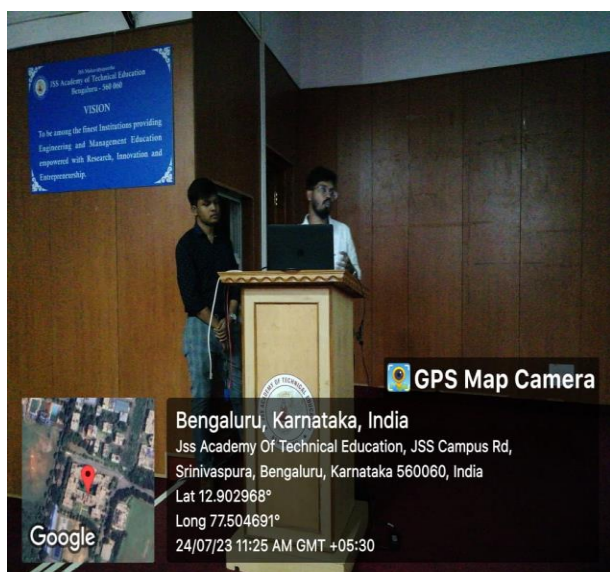 JSS Academy of Technical Education
Bengaluru - 560 060
VISION
To be among the finest Institutions providing
Engineering and Management Education
empowered with Research, Innovation and
Entrepreneurship.
GPS Map Camera
Bengaluru, Karnataka, India
Jss Academy Of Technical Education, JSS Campus Rd,
Srinivaspura, Bengaluru, Karnataka 560060, India
Lat 12.902968°
Long 77.504691°
24/07/23 11:25 AM GMT +05:30
Google